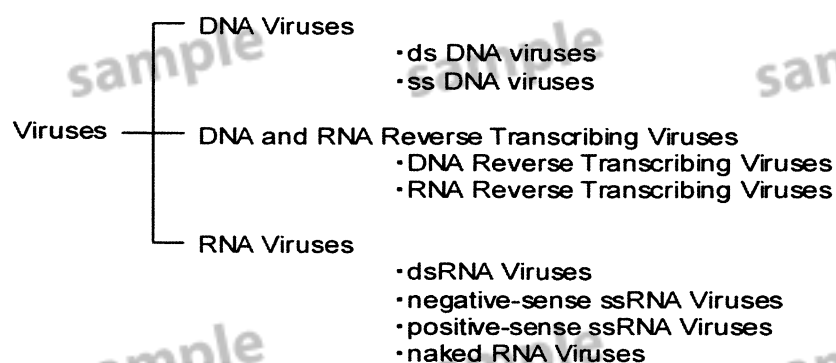 DNA Viruses
・ds DNA viruses
・ss DNA viruses
Viruses
DNA and RNA Reverse Transcribing Viruses
・DNA Reverse Transcribing Viruses
・RNA Reverse Transcribing Viruses
RNA Viruses
・dsRNA Viruses
・negative-sense ssRNA Viruses
・positive-sense ssRNA Viruses
・naked RNA Viruses
sample
sample
sam
mple